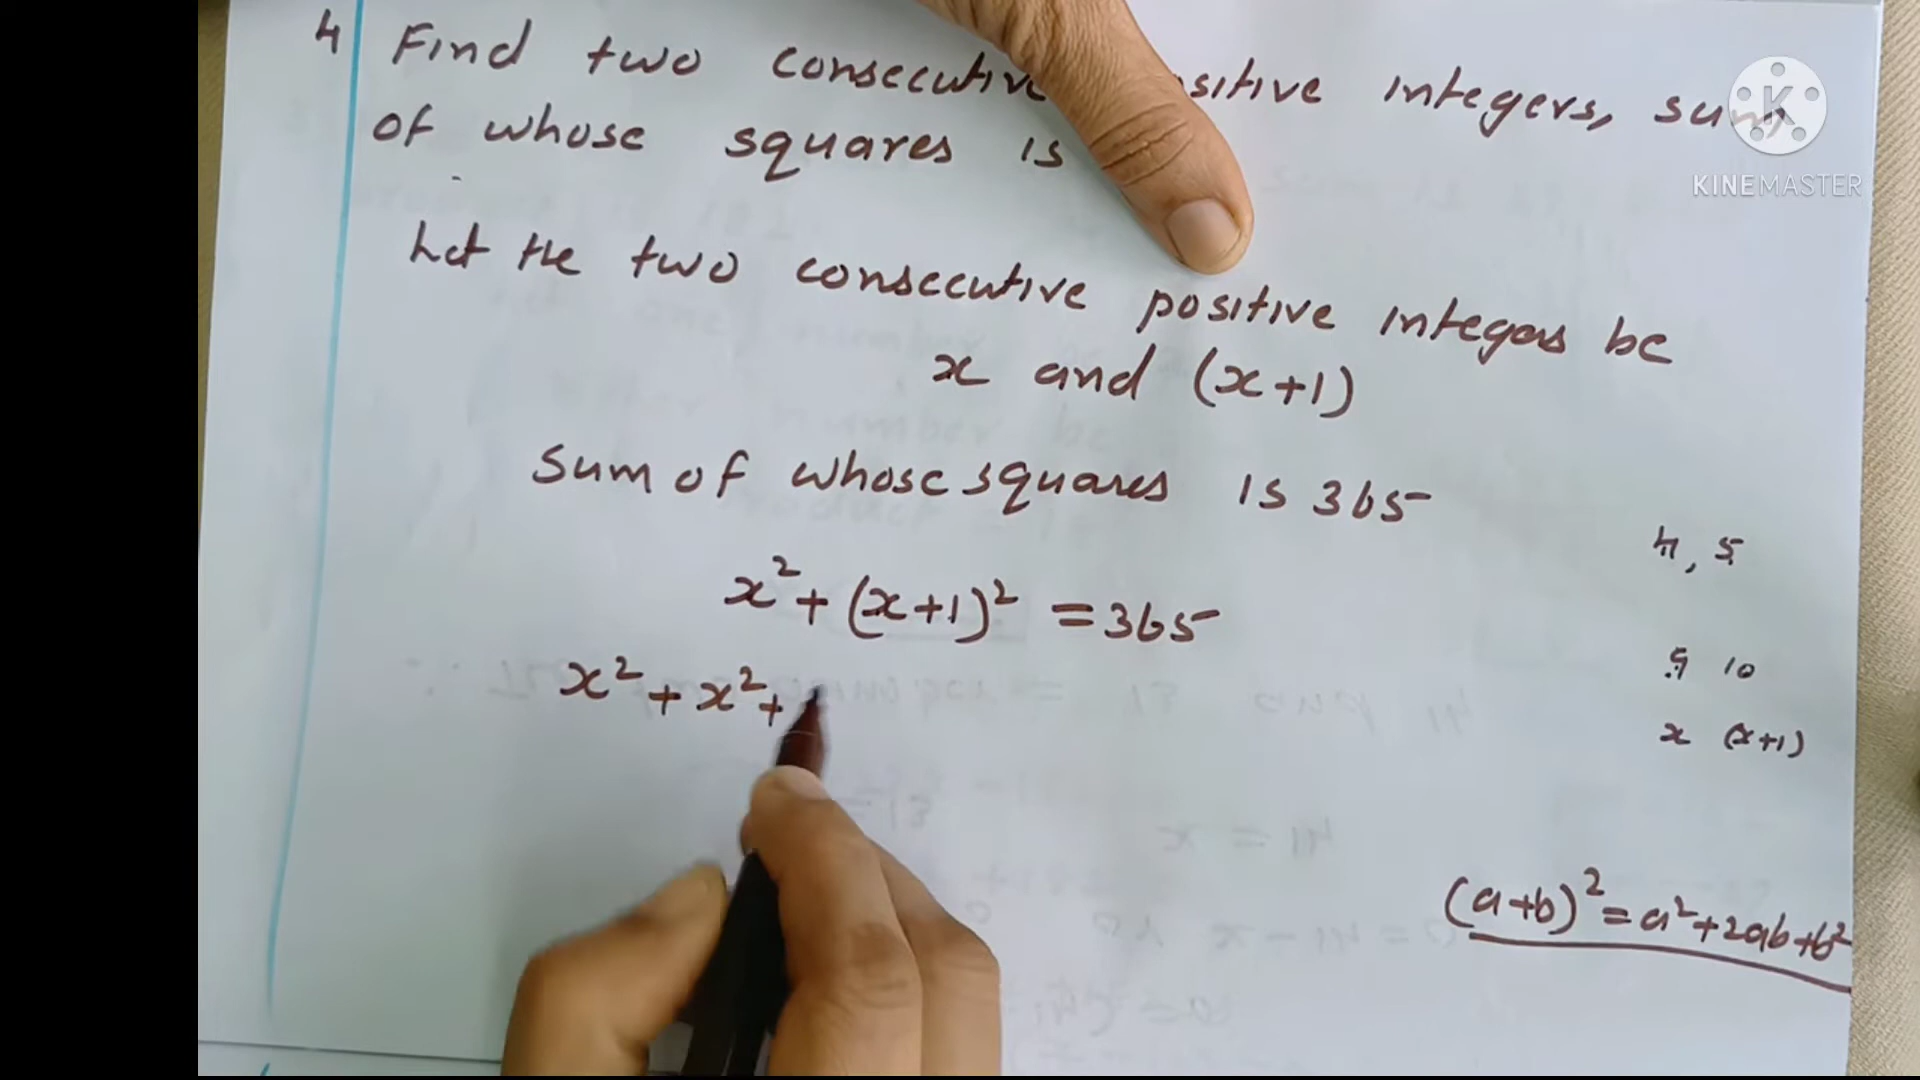 4 Find two consecutive sitive integers, sum
of whose squares is
Let the two consecutive positive integers be
x and (x+1)
Sum of whose squares is 365
4, 5
x² + (x+1)² = 365
9 10
x² + x² +
x (x+1)
(a+b)² = a² + 2ab + b²
KINEMASTER